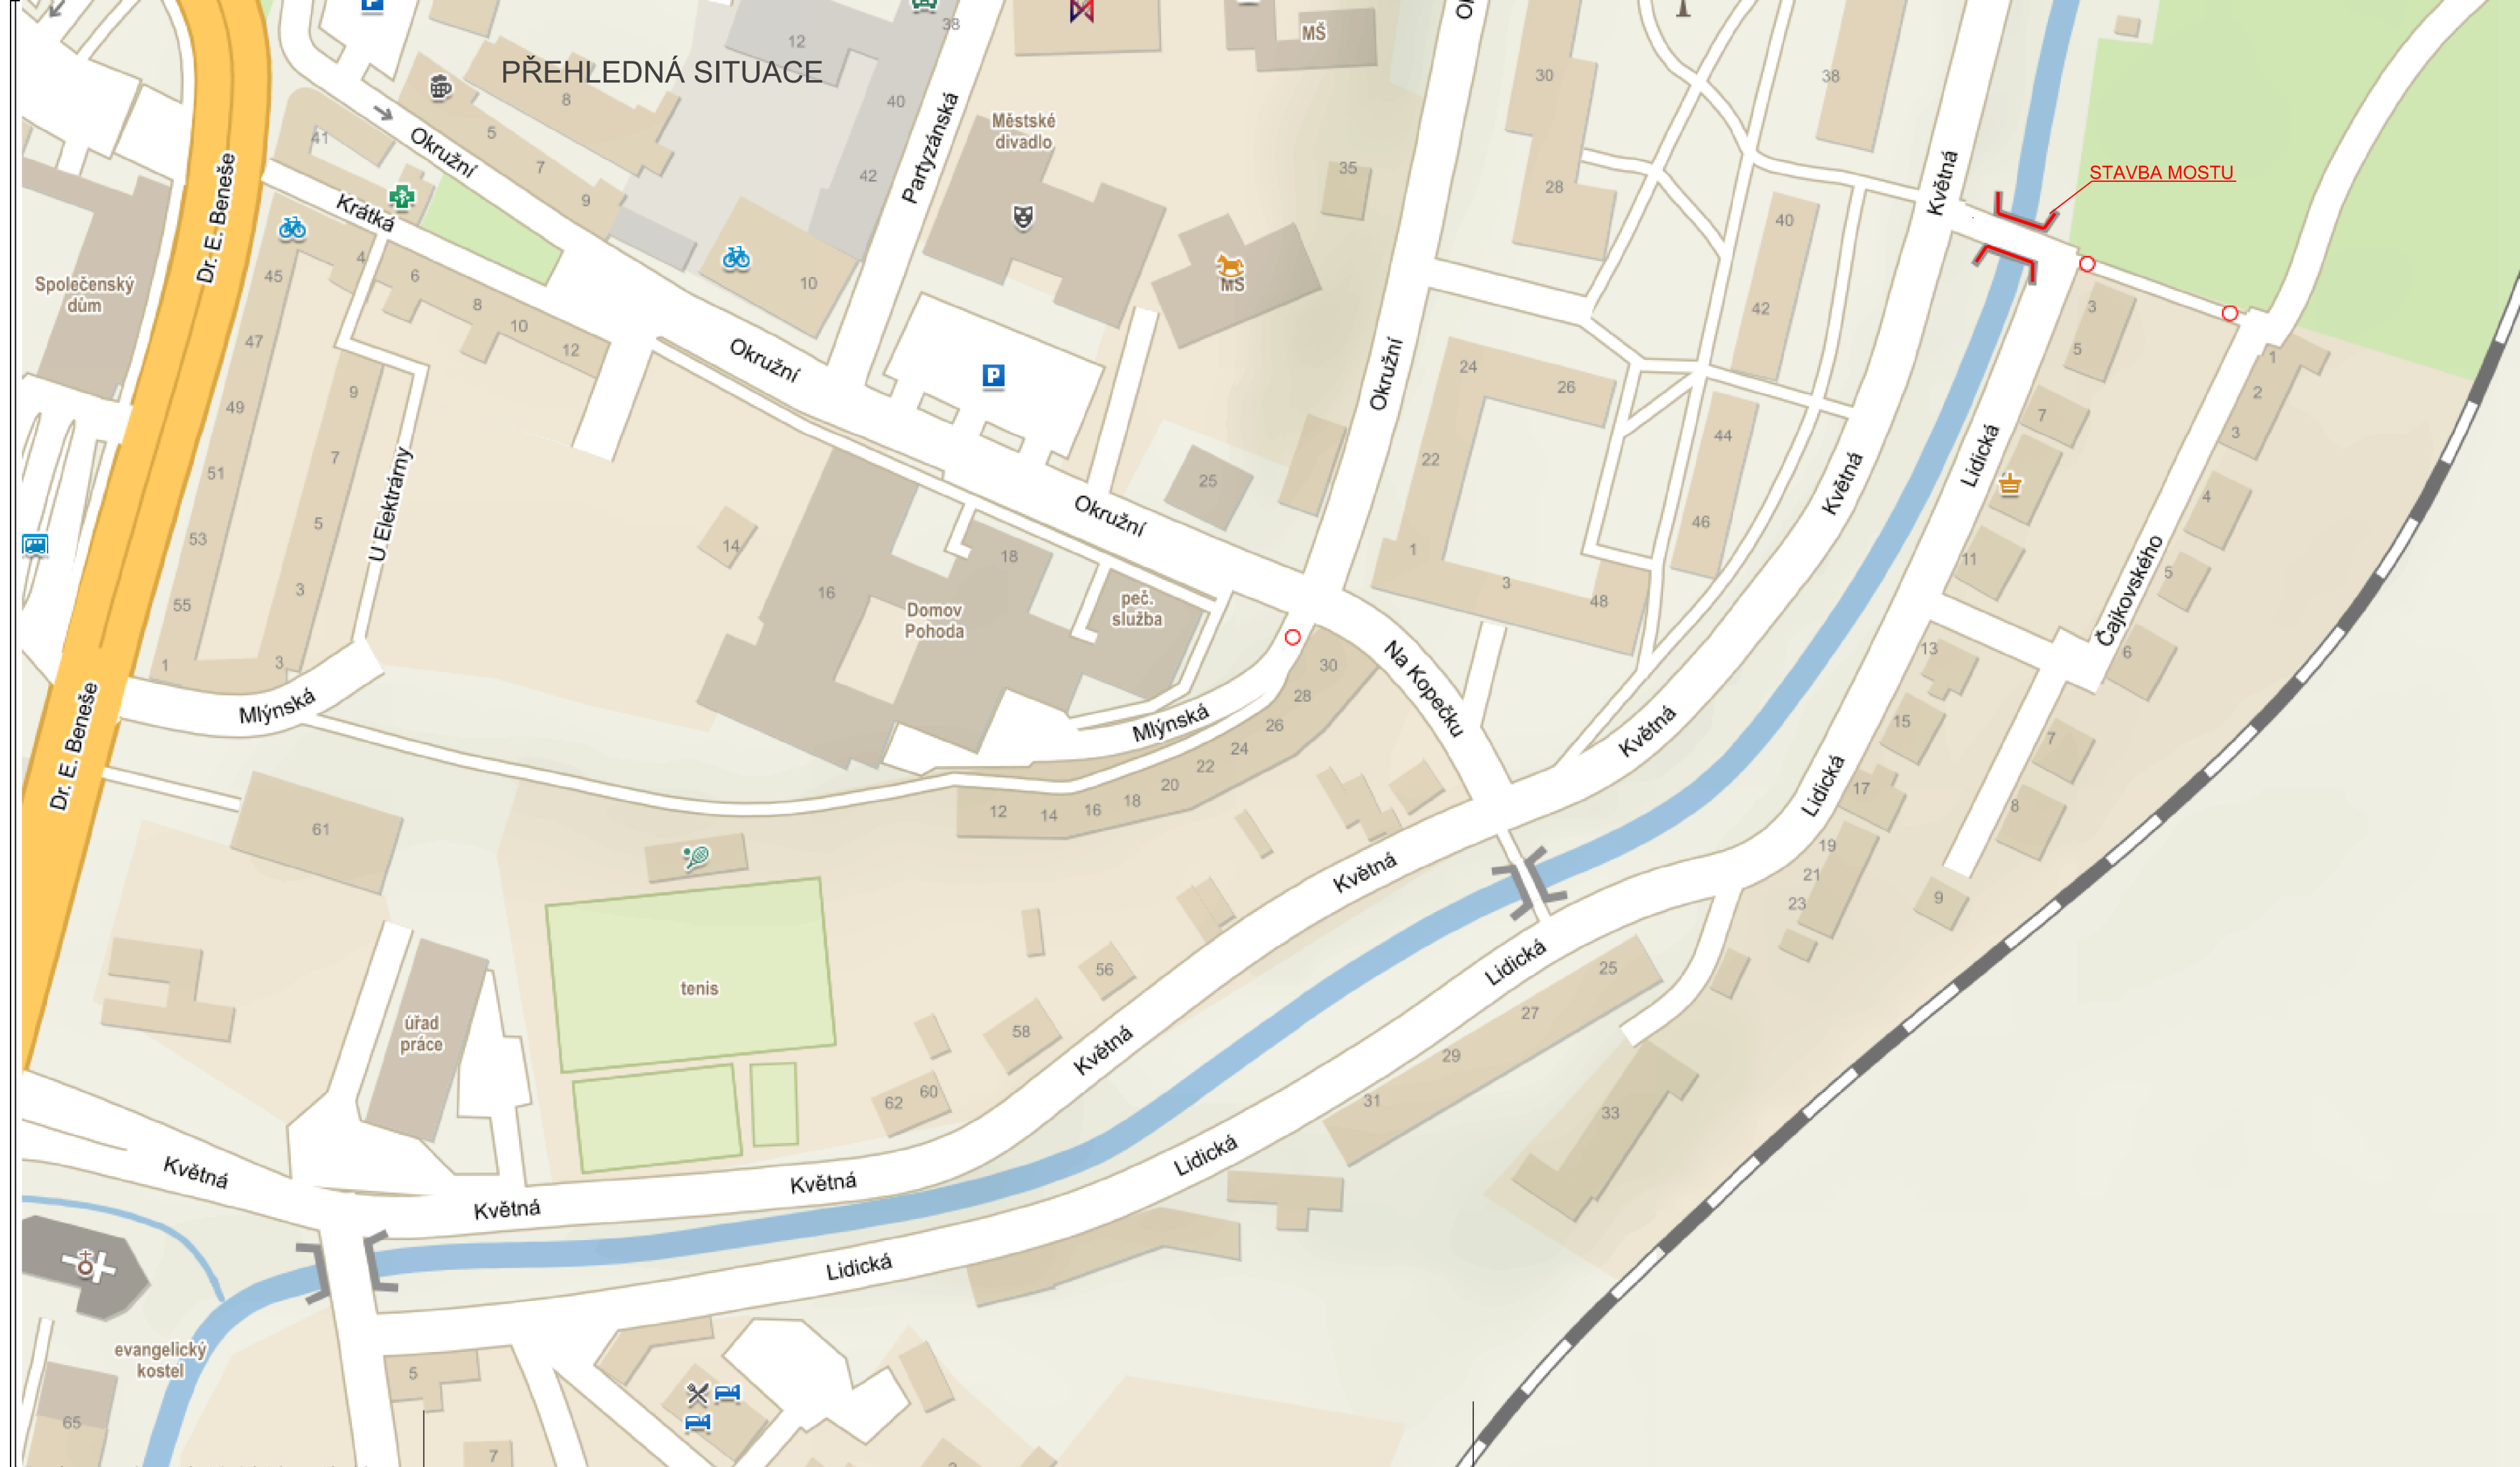 PŘEHLEDNÁ SITUACE
STAVBA MOSTU
P
38
12
MŠ
30
38
8
40
41
5
Okružní
Partyzánská
Městské
divadlo
7
42
35
28
Květná
9
Krátká
Dr. E. Beneše
40
45
4
6
Společenský
dům
8
10
MŠ
42
3
47
10
12
Okružní
5
1
P
Okružní
24
26
2
49
9
7
44
3
Lidická
51
7
22
25
Květná
4
U Elektrárny
Okružní
46
53
5
14
18
1
11
Čajkovského
5
55
3
16
Domov
Pohoda
peč.
služba
3
48
1
3
30
Na Kopečku
13
6
Mlýnská
28
Mlýnská
26
Květná
15
7
Dr. E. Beneše
24
22
20
18
16
14
12
Lidická
17
8
61
19
Květná
21
23
9
56
Lidická
25
tenis
úřad
práce
58
27
Květná
29
62
60
31
33
Květná
Lidická
Květná
Květná
Lidická
evangelický
kostel
5
65
7